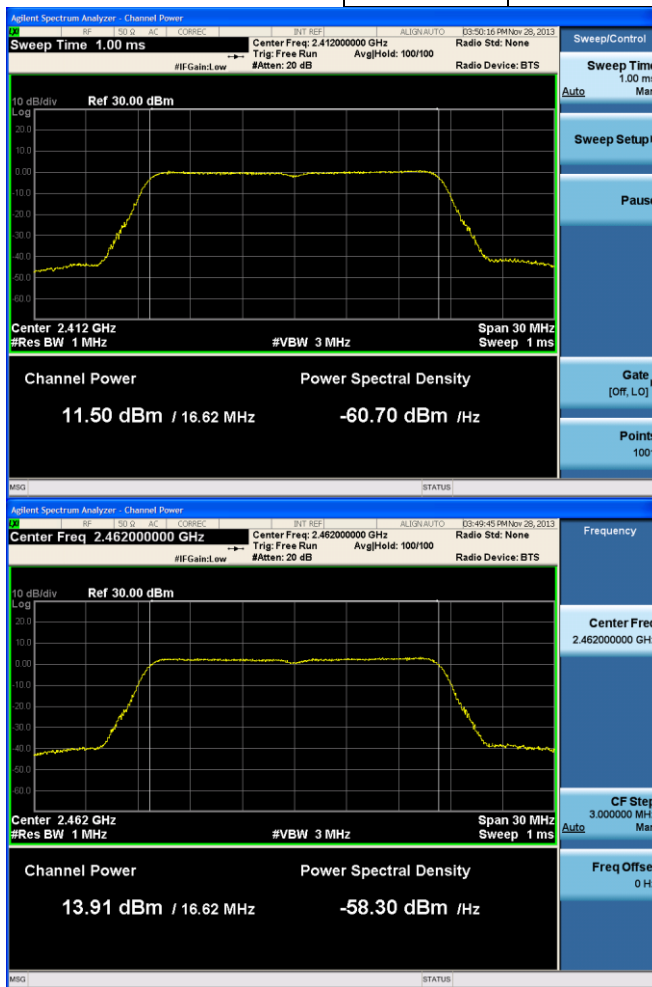 Agilent Spectrum Analyzer - Channel Power
RF 50 Ω AC CORREC INT REF ALIGNAUTO 03:50:16 PM Nov 28, 2013
Sweep Time 1.00 ms
Center Freq: 2.412000000 GHz
Radio Std: None
Trig: Free Run Avg|Hold: 100/100
#IFGain:Low #Atten: 20 dB Radio Device: BTS
Sweep/Control
Sweep Time
1.00 ms
Auto
Sweep Setup
Pause
Gate
[Off, LO]
Points
10 dB/div Ref 30.00 dBm
Log
20.0
10.0
0.00
-10.0
-20.0
-30.0
-40.0
-50.0
-60.0
Center 2.412 GHz Span 30 MHz
#Res BW 1 MHz #VBW 3 MHz Sweep 1 ms
Channel Power Power Spectral Density
11.50 dBm / 16.62 MHz -60.70 dBm /Hz
MSG STATUS
Agilent Spectrum Analyzer - Channel Power
RF 50 Ω AC CORREC INT REF ALIGNAUTO 03:49:45 PM Nov 28, 2013
Center Freq 2.462000000 GHz
Center Freq: 2.462000000 GHz
Radio Std: None
Trig: Free Run Avg|Hold: 100/100
#IFGain:Low #Atten: 20 dB Radio Device: BTS
Frequency
Center Freq
2.462000000 GH
CF Step
3.000000 MH
Auto
Freq Offse
0 H
10 dB/div Ref 30.00 dBm
Log
20.0
10.0
0.00
-10.0
-20.0
-30.0
-40.0
-50.0
-60.0
Center 2.462 GHz Span 30 MHz
#Res BW 1 MHz #VBW 3 MHz Sweep 1 ms
Channel Power Power Spectral Density
13.91 dBm / 16.62 MHz -58.30 dBm /Hz
MSG STATUS